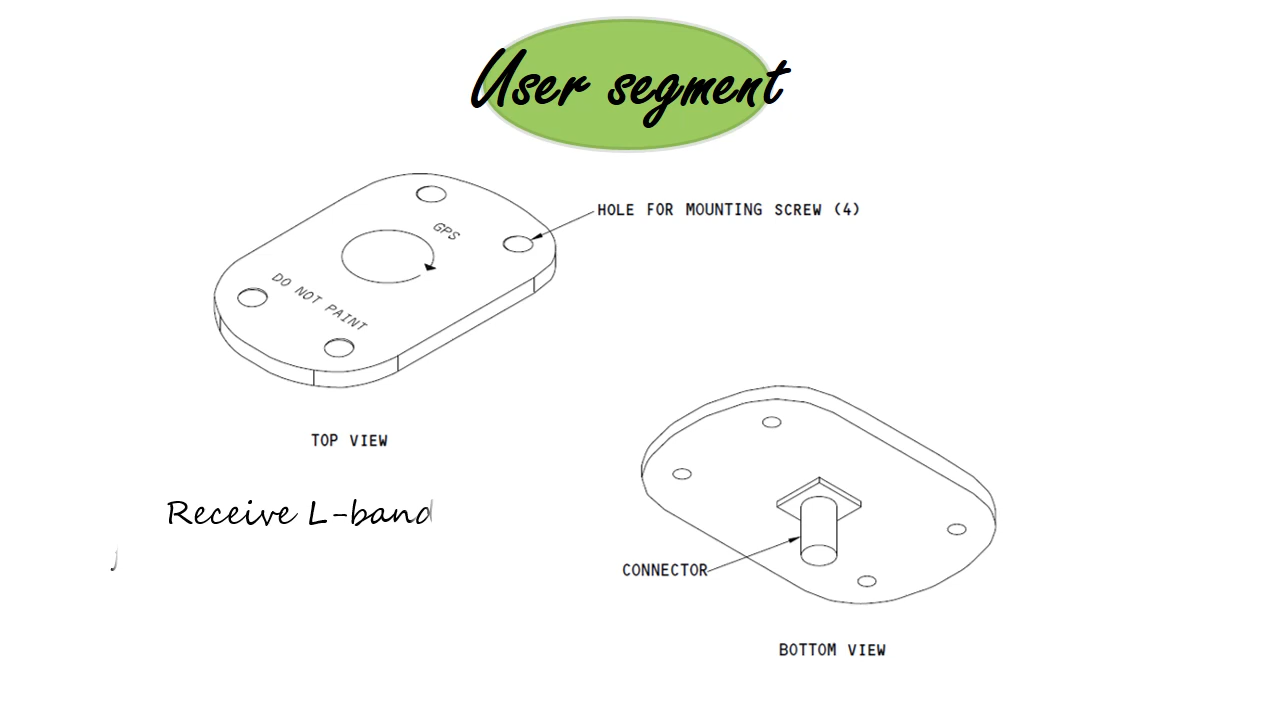 User segment
HOLE FOR MOUNTING SCREW (4)
GPS
DO NOT PAINT
TOP VIEW
Receive L-band
CONNECTOR
BOTTOM VIEW